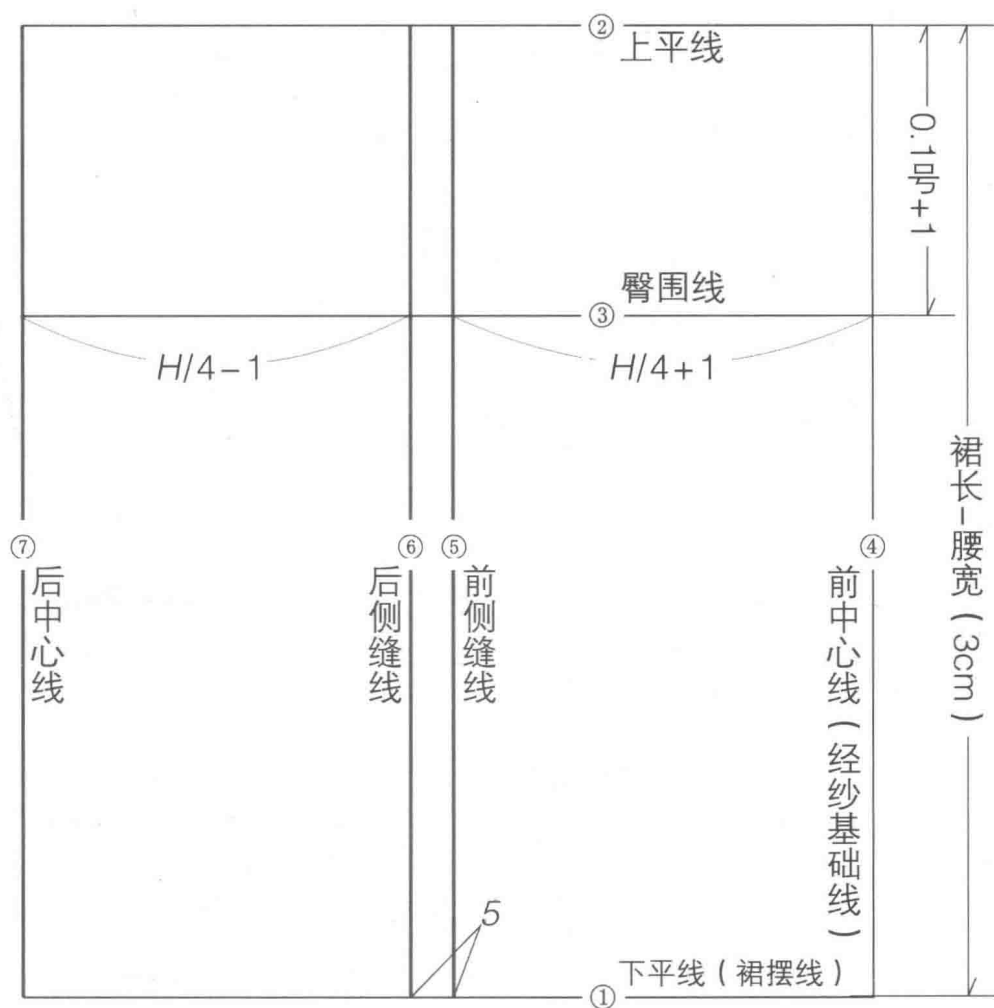 ②
上平线
0.1号+1
臀围线
③
H/4-1
H/4+1
裙长-腰宽(3cm)
⑦
后中心线
⑥
后侧缝线
⑤
前侧缝线
④
前中心线(经纱基础线)
5
下平线(裙摆线)
①